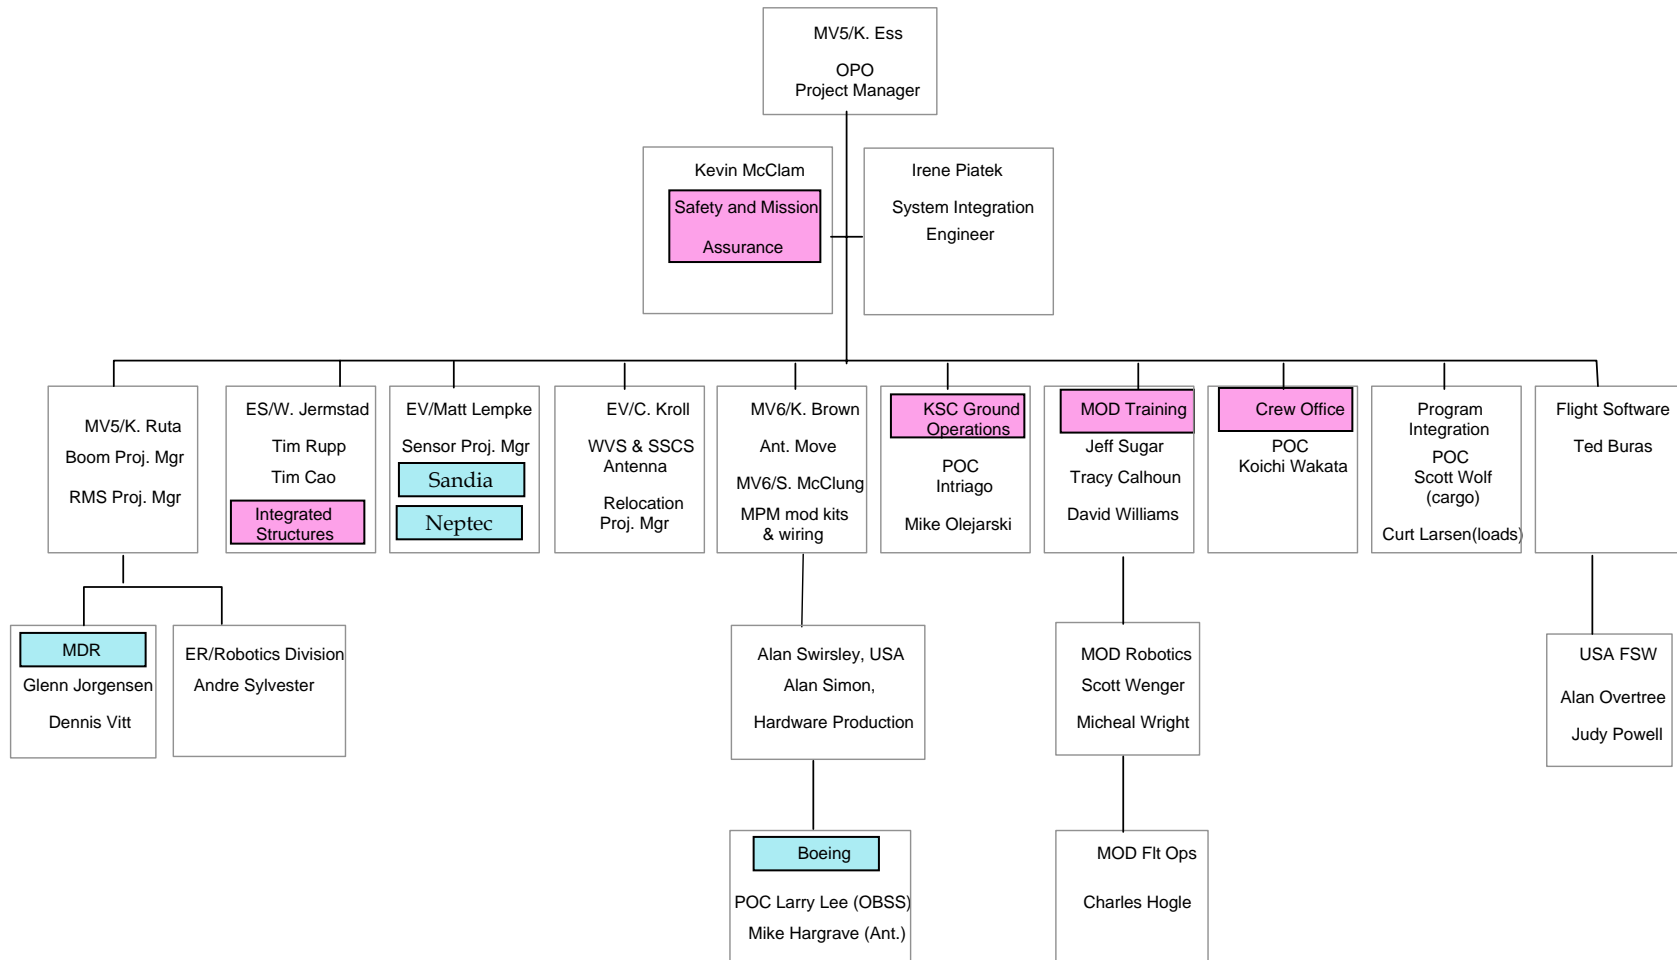 MV5/K. Ess
OPO
Project Manager
Kevin McClam
Safety and Mission
Assurance
Irene Piatek
System Integration
Engineer
MV5/K. Ruta
Boom Proj. Mgr
RMS Proj. Mgr
ES/W. Jermstad
Tim Rupp
Tim Cao
Integrated
Structures
EV/Matt Lempke
Sensor Proj. Mgr
Sandia
Neptec
EV/C. Kroll
WVS & SSCS
Antenna
Relocation
Proj. Mgr
MV6/K. Brown
Ant. Move
MV6/S. McClung
MPM mod kits
& wiring
KSC Ground
Operations
POC
Intriago
Mike Olejarski
MOD Training
Jeff Sugar
Tracy Calhoun
David Williams
Crew Office
POC
Koichi Wakata
Program
Integration
POC
Scott Wolf
(cargo)
Curt Larsen(loads)
Flight Software
Ted Buras
MDR
Glenn Jorgensen
Dennis Vitt
ER/Robotics Division
Andre Sylvester
Alan Swirsley, USA
Alan Simon,
Hardware Production
MOD Robotics
Scott Wenger
Micheal Wright
USA FSW
Alan Overtree
Judy Powell
Boeing
POC Larry Lee (OBSS)
Mike Hargrave (Ant.)
MOD Flt Ops
Charles Hogle